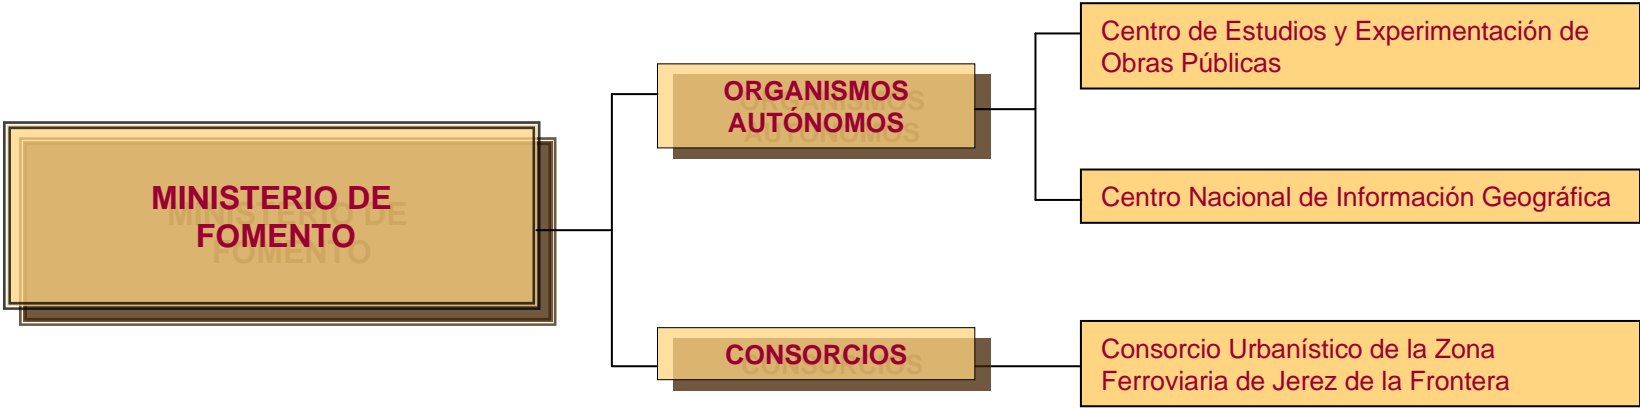 MINISTERIO DE
FOMENTO
ORGANISMOS
AUTÓNOMOS
Centro de Estudios y Experimentación de
Obras Públicas
Centro Nacional de Información Geográfica
CONSORCIOS
Consorcio Urbanístico de la Zona
Ferroviaria de Jerez de la Frontera